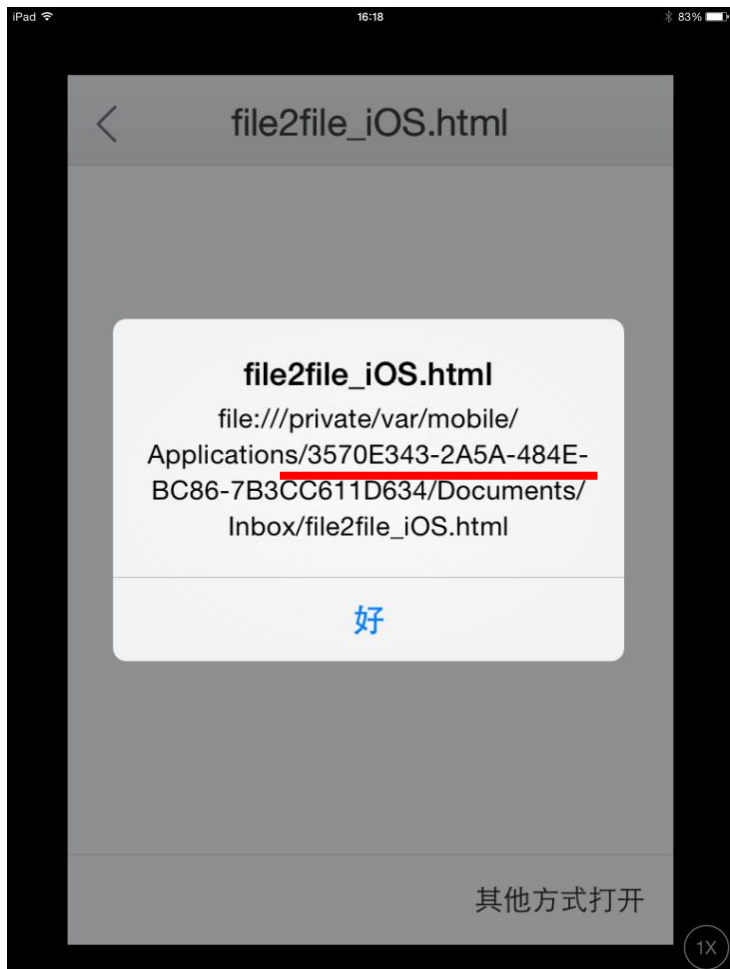 iPad 16:18 83%
file2file_iOS.html
file2file_iOS.html
file:///private/var/mobile/
Applications/3570E343-2A5A-484E-
BC86-7B3CC611D634/Documents/
Inbox/file2file_iOS.html
好
其他方式打开
1X